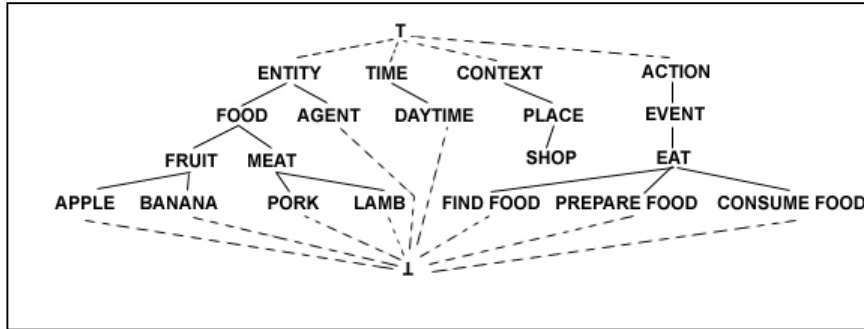 T
ENTITY TIME CONTEXT ACTION
FOOD AGENT DAYTIME PLACE EVENT
FRUIT MEAT SHOP EAT
APPLE BANANA PORK LAMB FIND FOOD PREPARE FOOD CONSUME FOOD
⊥